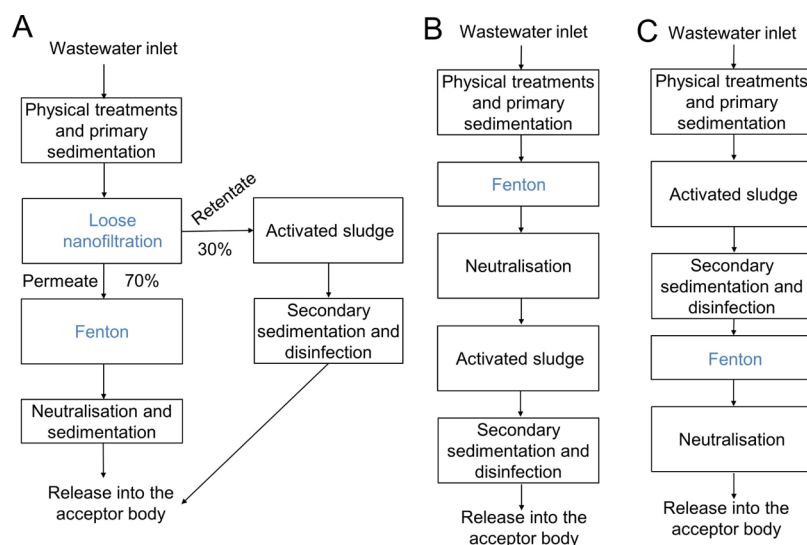 A
Wastewater inlet
Physical treatments
and primary
sedimentation
Loose
nanofiltration
Retentate
30%
Activated sludge
Permeate 70%
Fenton
Secondary
sedimentation and
disinfection
Neutralisation and
sedimentation
Release into the
acceptor body
B
Wastewater inlet
Physical treatments
and primary
sedimentation
Fenton
Neutralisation
Activated sludge
Secondary
sedimentation and
disinfection
Release into the
acceptor body
C
Wastewater inlet
Physical treatments
and primary
sedimentation
Activated sludge
Secondary
sedimentation and
disinfection
Fenton
Neutralisation
Release into the
acceptor body